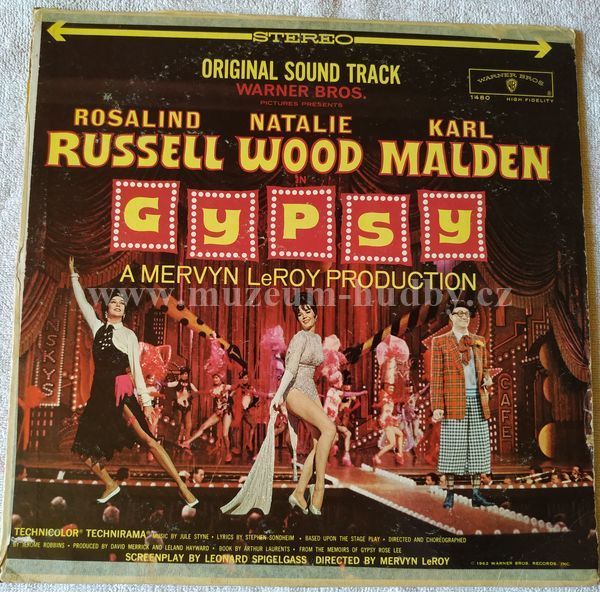 STEREO
ORIGINAL SOUND TRACK
WARNER BROS.
PICTURES PRESENTS
WARNER BROS
1480 HIGH FIDELITY
ROSALIND NATALIE KARL
RUSSELL WOOD MALDEN
IN
GYPSY
A MERVYN LeROY PRODUCTION
www.muzeum-hudby.cz
NSKY'S
CAFE
TECHNICOLOR® TECHNIRAMA® MUSIC BY JULE STYNE • LYRICS BY STEPHEN SONDHEIM • BASED UPON THE STAGE PLAY • DIRECTED AND CHOREOGRAPHED
BY JEROME ROBBINS • PRODUCED BY DAVID MERRICK AND LELAND HAYWARD • BOOK BY ARTHUR LAURENTS • FROM THE MEMOIRS OF GYPSY ROSE LEE
SCREENPLAY BY LEONARD SPIGELGASS DIRECTED BY MERVYN LeROY
© 1962 WARNER BROS. RECORDS, INC.